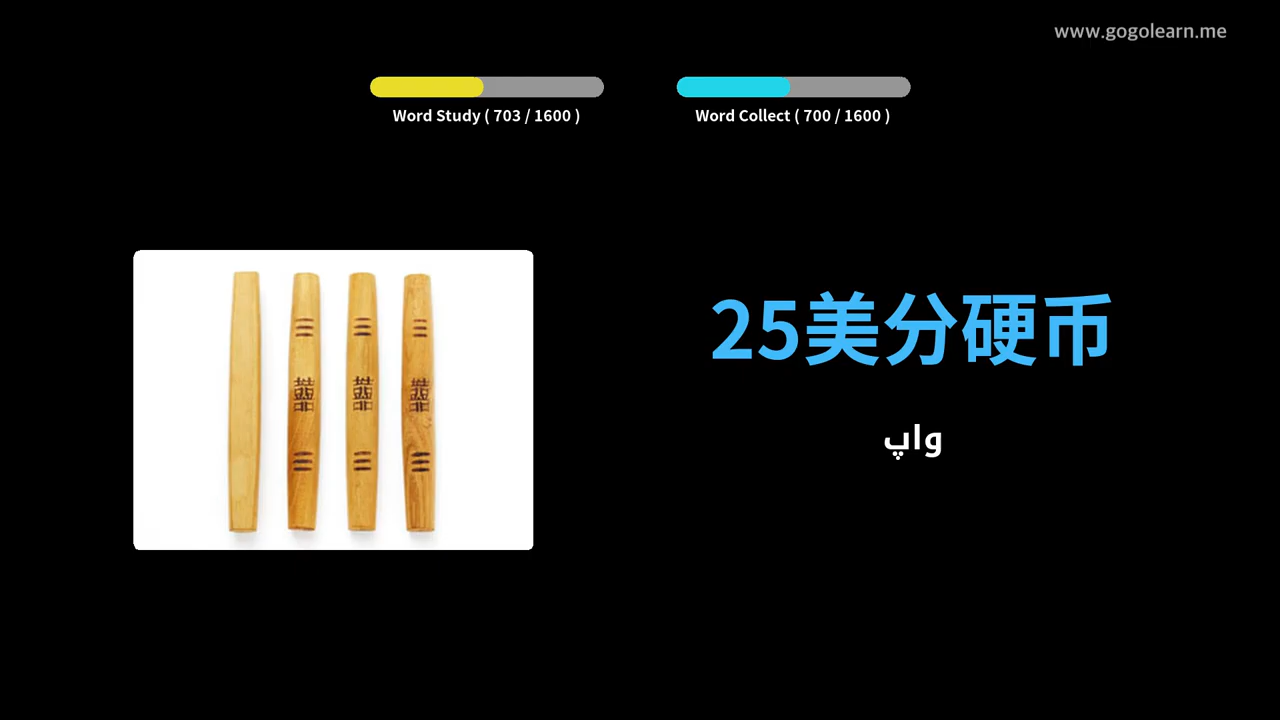 www.gogolearn.me
Word Study ( 703 / 1600 )
Word Collect ( 700 / 1600 )
25美分硬币
واپ